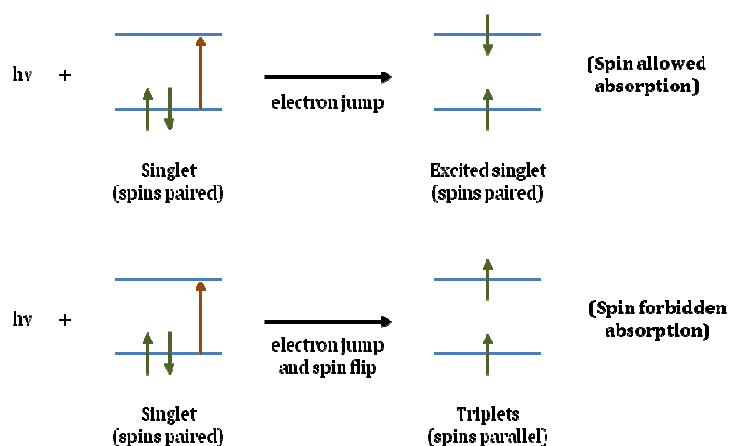 hν +
electron jump
(Spin allowed
absorption)
Singlet
(spins paired)
Excited singlet
(spins paired)
hν +
electron jump
and spin flip
(Spin forbidden
absorption)
Singlet
(spins paired)
Triplets
(spins parallel)